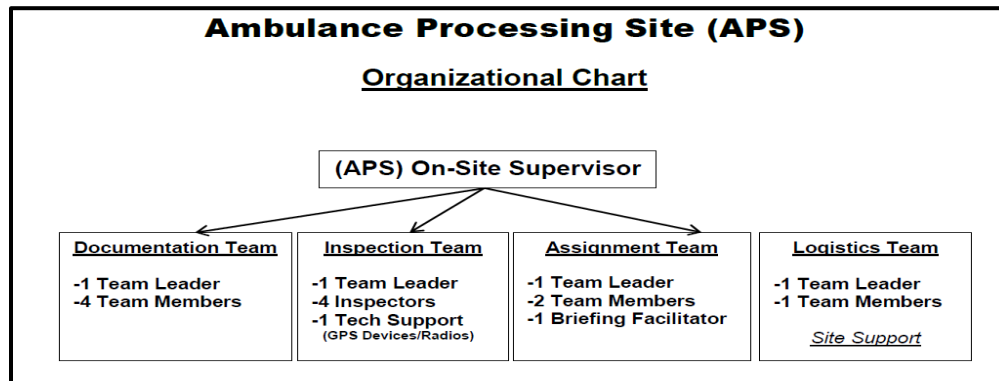 Ambulance Processing Site (APS)
Organizational Chart
(APS) On-Site Supervisor
Documentation Team
-1 Team Leader
-4 Team Members
Inspection Team
-1 Team Leader
-4 Inspectors
-1 Tech Support
(GPS Devices/Radios)
Assignment Team
-1 Team Leader
-2 Team Members
-1 Briefing Facilitator
Logistics Team
-1 Team Leader
-1 Team Members
Site Support